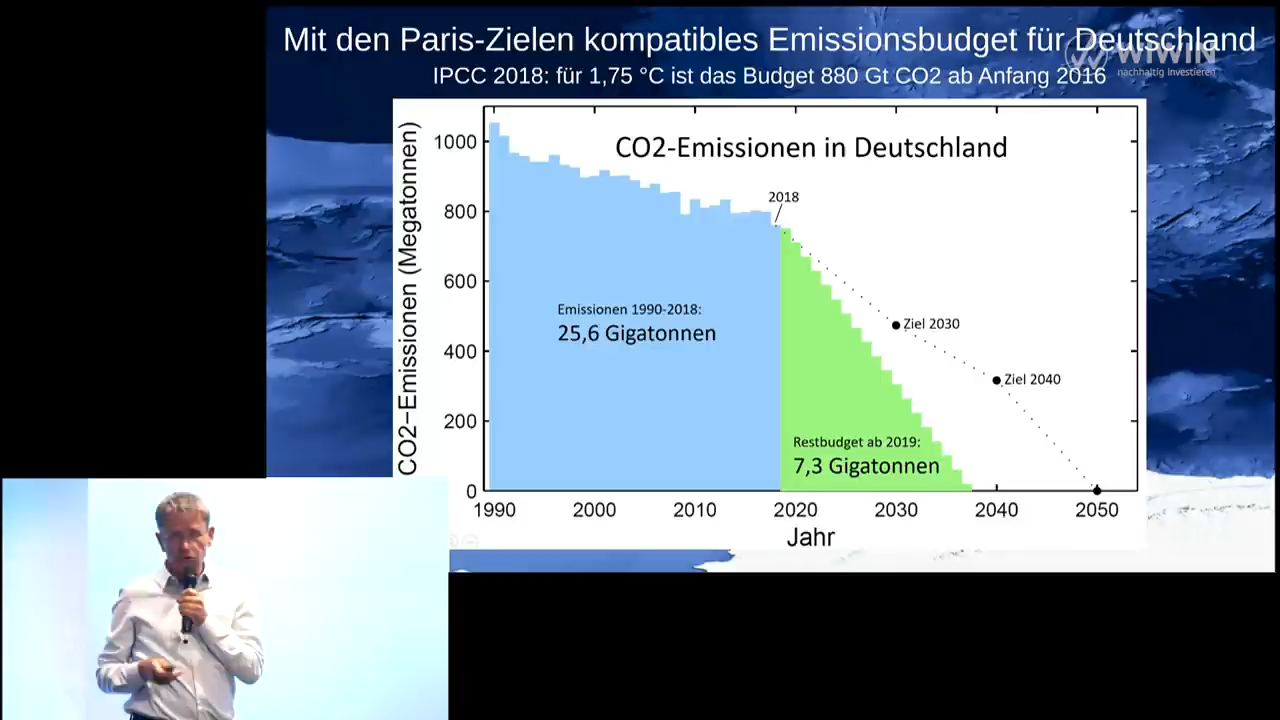 Mit den Paris-Zielen kompatibles Emissionsbudget für Deutschland
WIWIN
nachhaltig investieren
IPCC 2018: für 1,75 °C ist das Budget 880 Gt CO2 ab Anfang 2016
CO2-Emissionen in Deutschland
CO2-Emissionen (Megatonnen)
1000
800
600
400
200
0
2018
Emissionen 1990-2018:
25,6 Gigatonnen
Ziel 2030
Ziel 2040
Restbudget ab 2019:
7,3 Gigatonnen
1990 2000 2010 2020 2030 2040 2050
Jahr